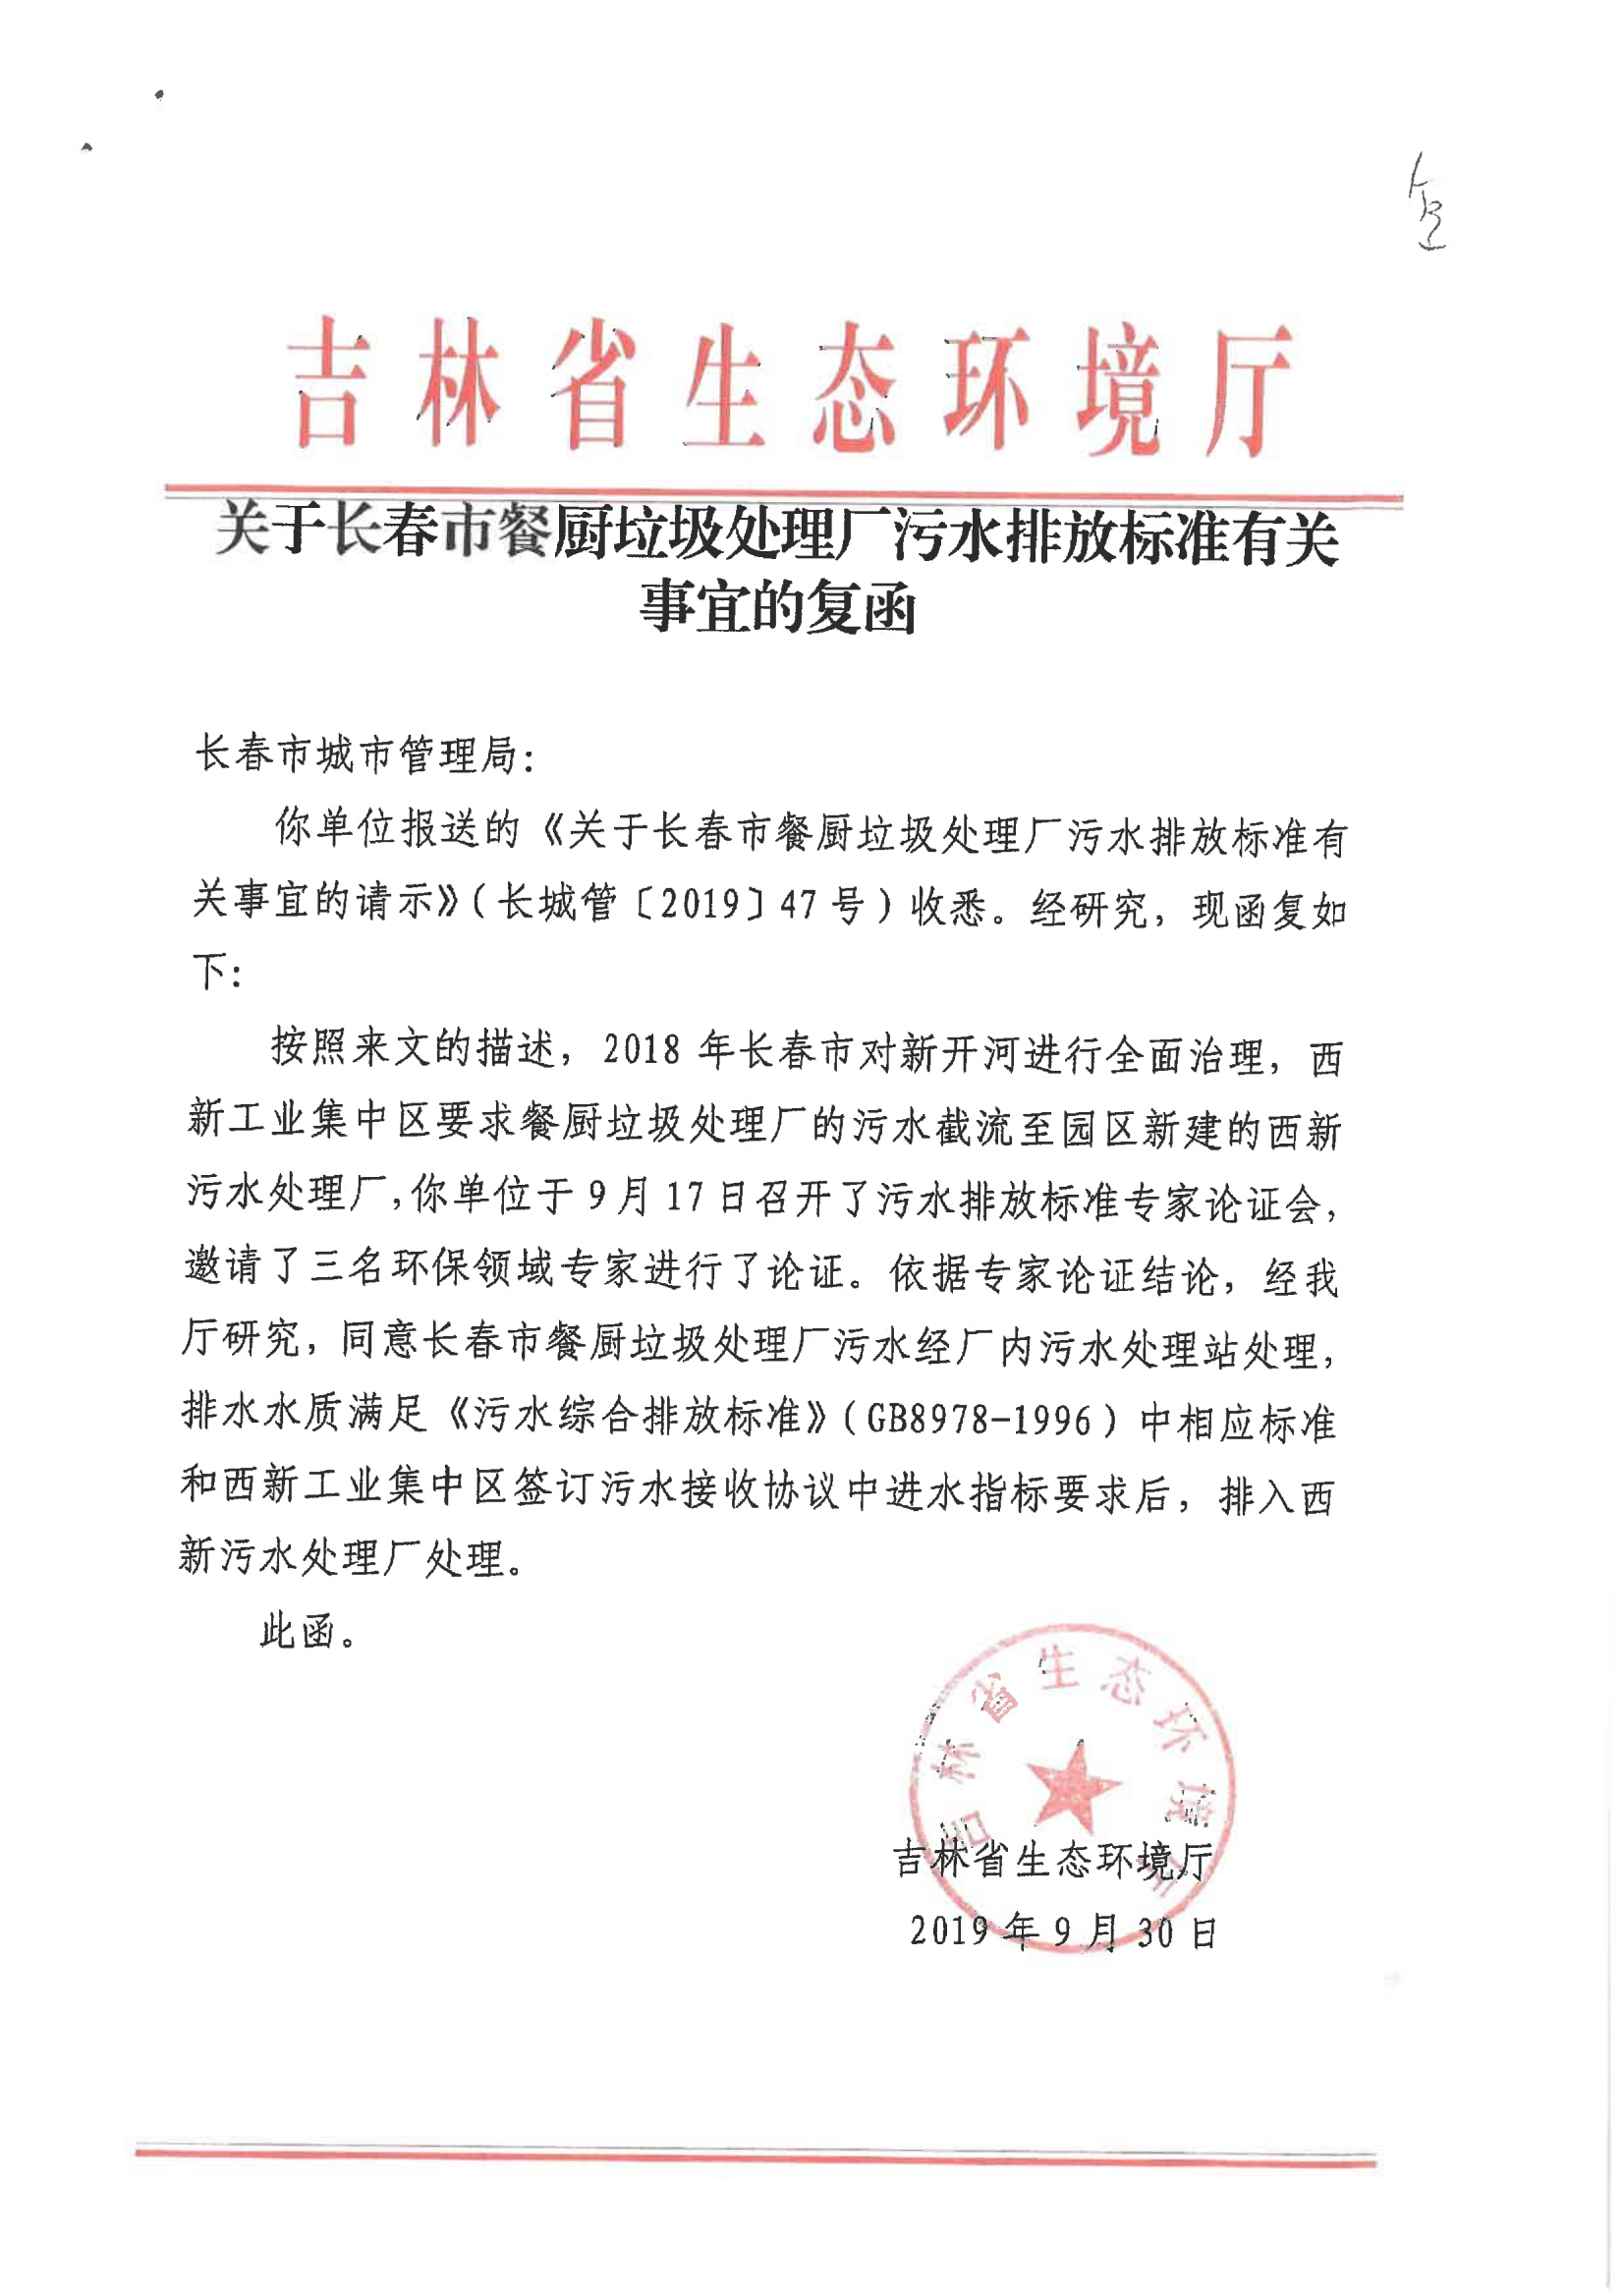 吉林省生态环境厅
关于长春市餐厨垃圾处理厂污水排放标准有关
事宜的复函
长春市城市管理局：
你单位报送的《关于长春市餐厨垃圾处理厂污水排放标准有
关事宜的请示》（长城管〔2019〕47号）收悉。经研究，现函复如
下：
按照来文的描述，2018年长春市对新开河进行全面治理，西
新工业集中区要求餐厨垃圾处理厂的污水截流至园区新建的西新
污水处理厂，你单位于9月17日召开了污水排放标准专家论证会，
邀请了三名环保领域专家进行了论证。依据专家论证结论，经我
厅研究，同意长春市餐厨垃圾处理厂污水经厂内污水处理站处理，
排水水质满足《污水综合排放标准》（GB8978-1996）中相应标准
和西新工业集中区签订污水接收协议中进水指标要求后，排入西
新污水处理厂处理。
此函。
吉林省生态环境厅
吉林省生态环境厅
2019年9月30日